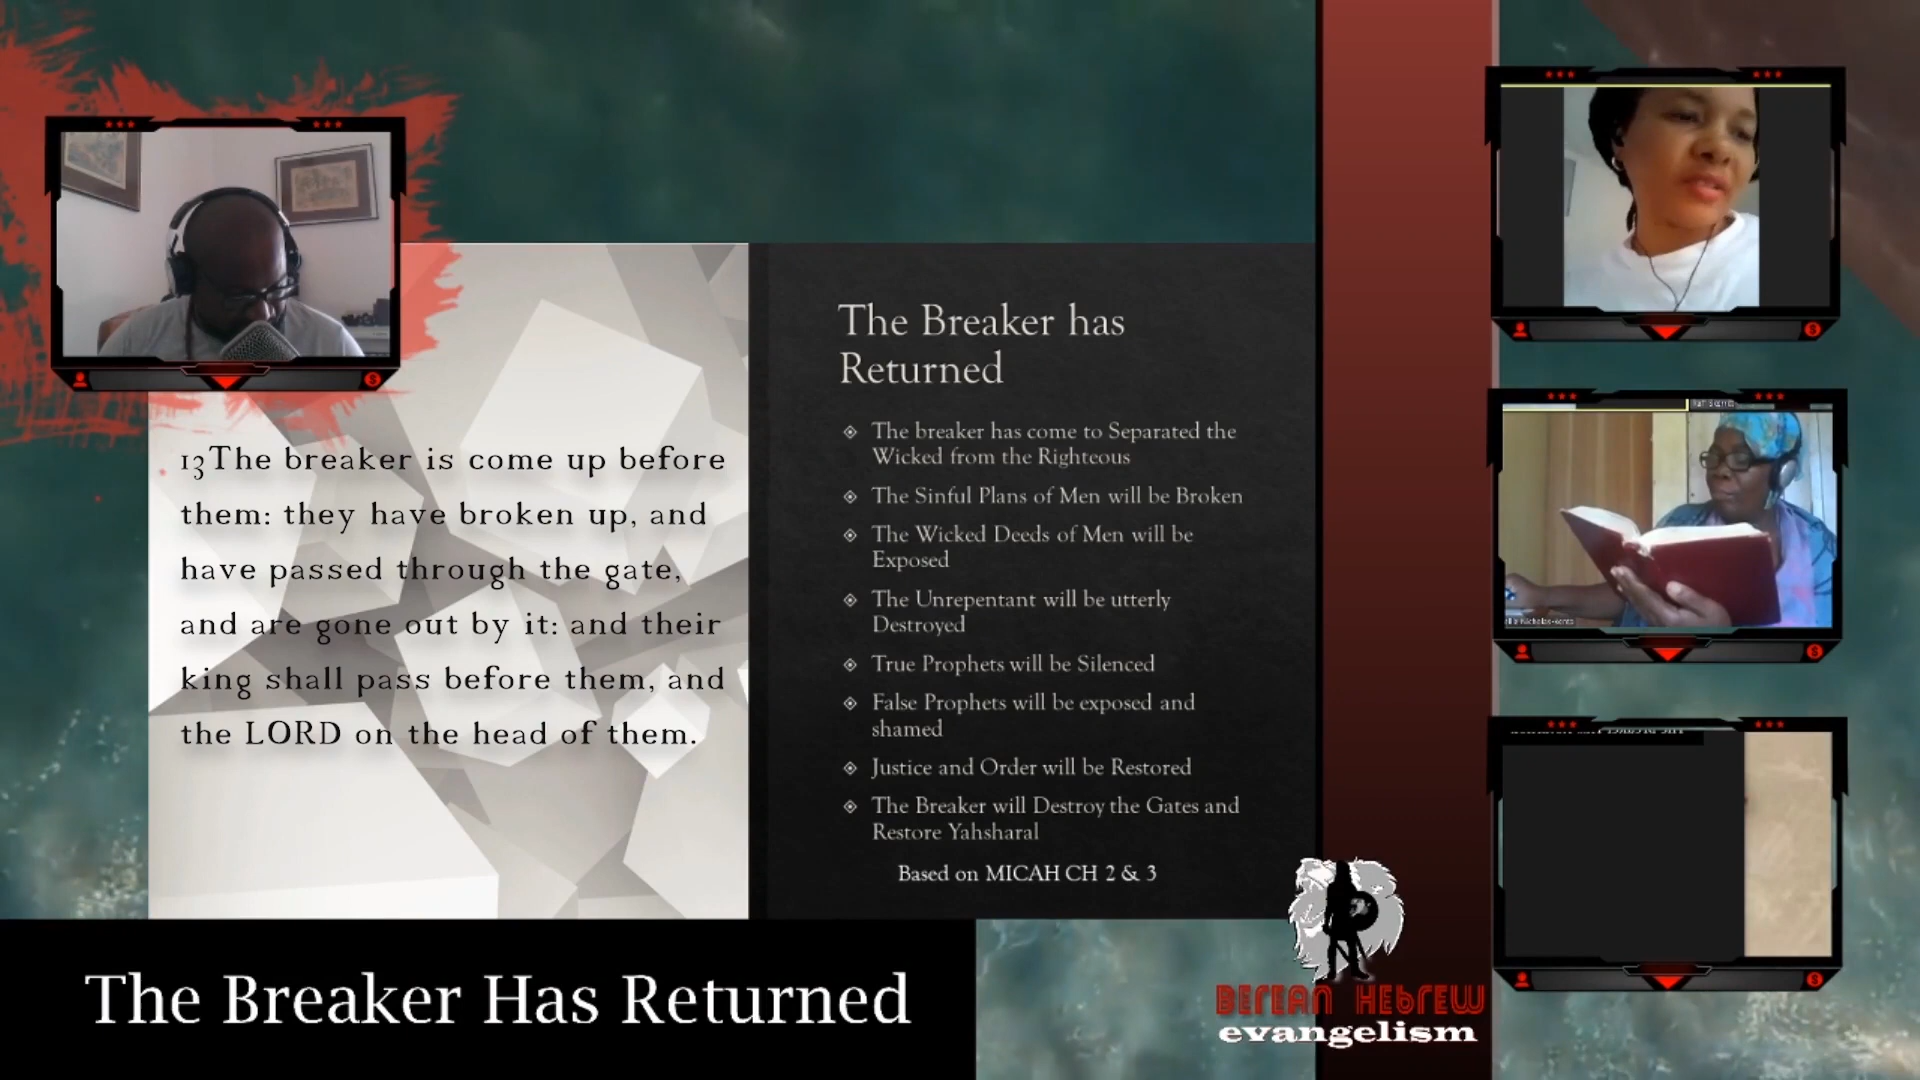 13The breaker is come up before
them: they have broken up, and
have passed through the gate,
and are gone out by it: and their
king shall pass before them, and
the LORD on the head of them.
The Breaker has
Returned
The breaker has come to Separated the
Wicked from the Righteous
The Sinful Plans of Men will be Broken
The Wicked Deeds of Men will be
Exposed
The Unrepentant will be utterly
Destroyed
True Prophets will be Silenced
False Prophets will be exposed and
shamed
Justice and Order will be Restored
The Breaker will Destroy the Gates and
Restore Yahsharal
Based on MICAH CH 2 & 3
The Breaker Has Returned
BEREAN HEBREW
evangelism